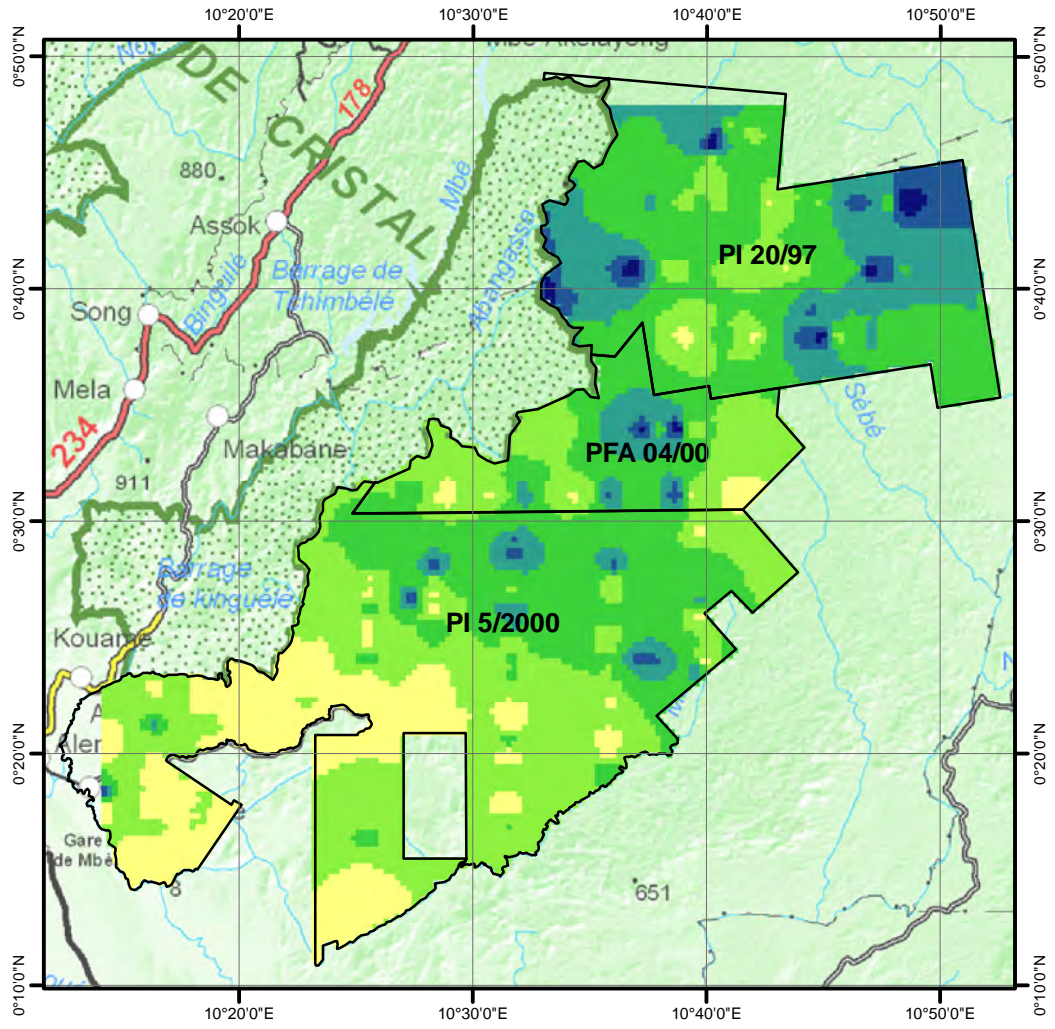 10°20'0"E 10°30'0"E 10°40'0"E 10°50'0"E
0°50'0"N 0°50'0"N
DE
CRISTAL
178
880
Mbé
Assok
Abangassa
PI 20/97
Binguilé
Barrage de
Tchimbélé
0°40'0"N 0°40'0"N
Song
Mela
Sébé
234
Makabane
PFA 04/00
911
0°30'0"N 0°30'0"N
Barrage
de kinguélé
PI 5/2000
Kouame
0°20'0"N 0°20'0"N
Gare
de Mbè
8
651
0°10'0"N 0°10'0"N
10°20'0"E 10°30'0"E 10°40'0"E 10°50'0"E